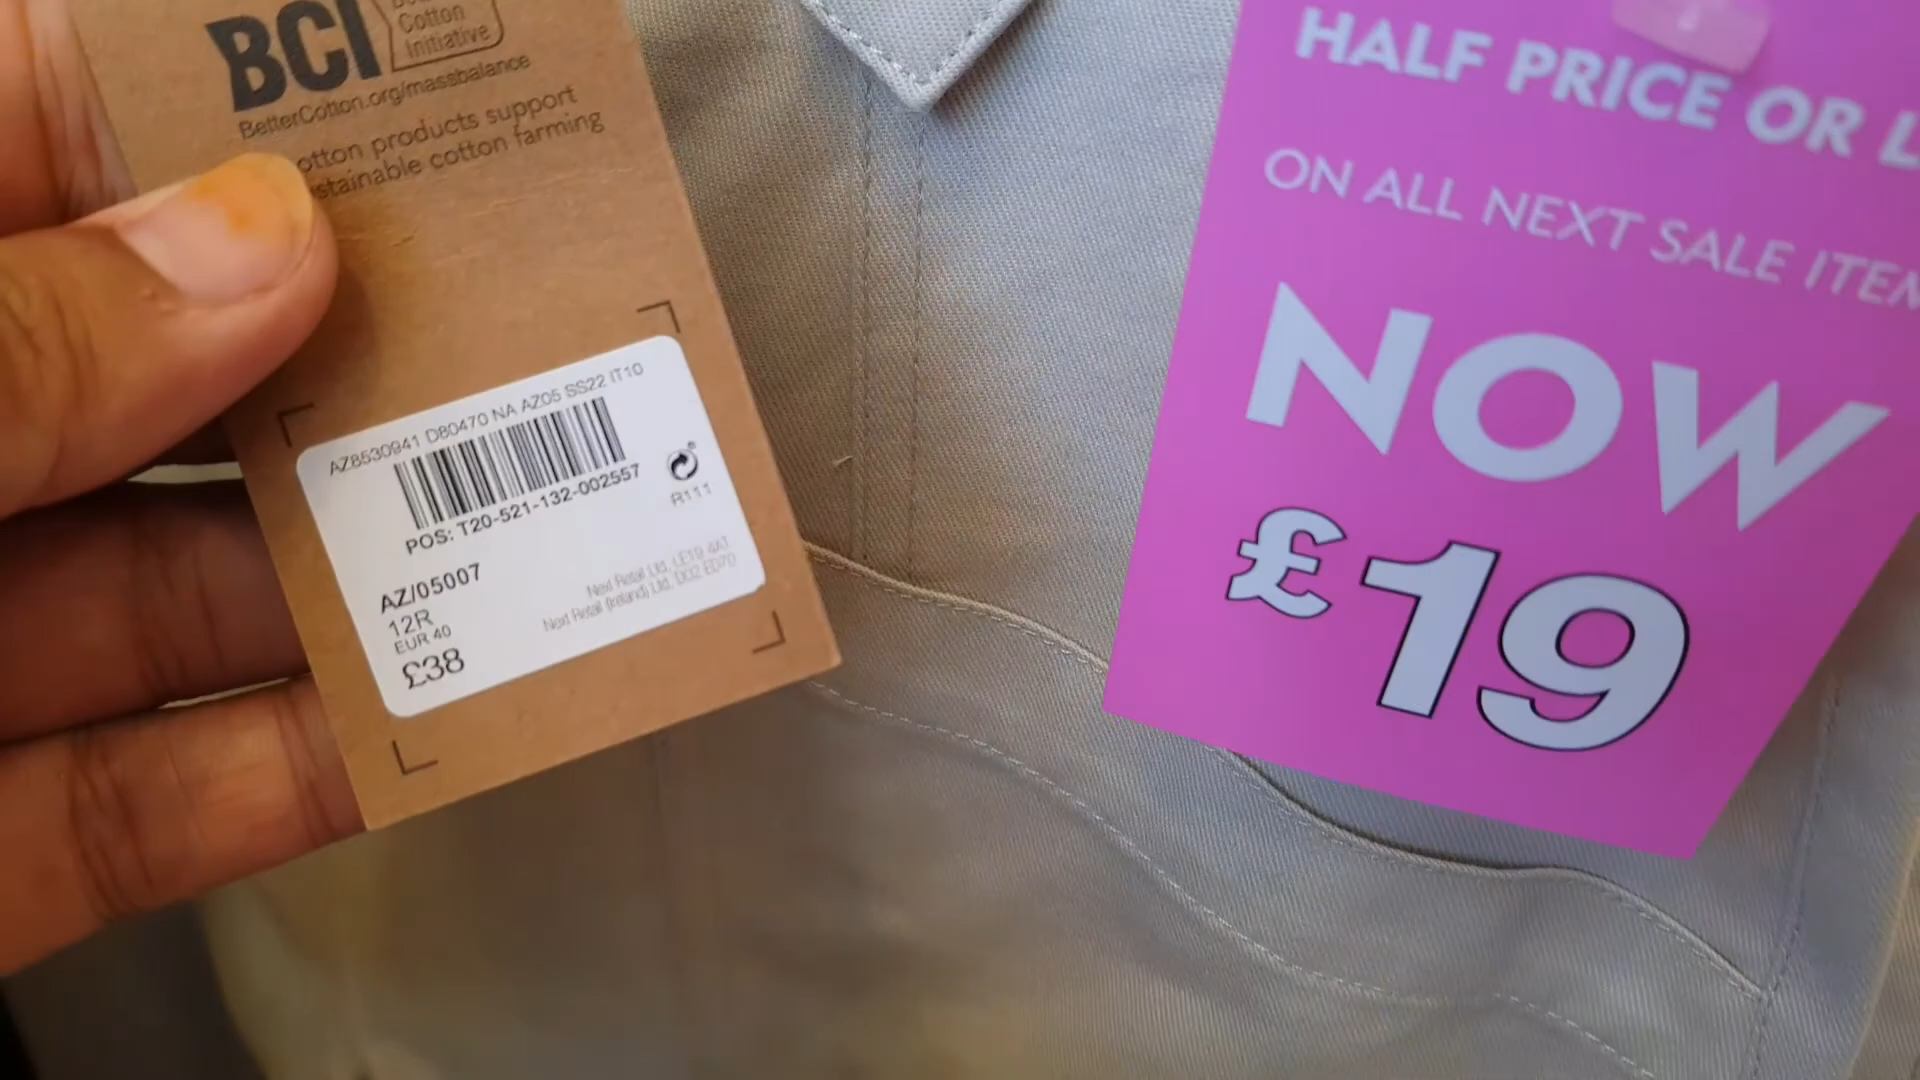 BCI
Cotton
Initiative
BetterCotton.org/massbalance
otton products support
stainable cotton farming
AZ8530941 D80470 NA AZ05 SS22 IT10
POS: T20-521-132-002557
R111
AZ/05007
12R
EUR 40
£38
Next Retail Ltd, LE19 4AT
Next Retail (Ireland) Ltd, D02 ED70
HALF PRICE OR L
ON ALL NEXT SALE ITEM
NOW
£19